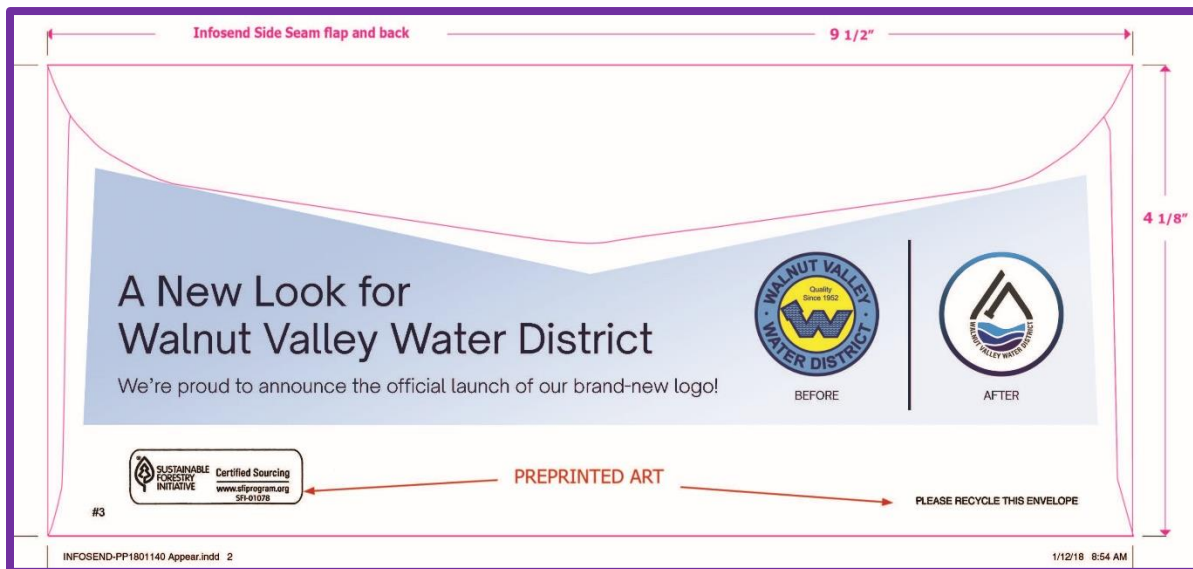 Infosend Side Seam flap and back
9 1/2"
4 1/8"
A New Look for
Walnut Valley Water District
We're proud to announce the official launch of our brand-new logo!
WALNUT VALLEY
Quality
Since 1952
W
WATER DISTRICT
BEFORE
WALNUT VALLEY WATER DISTRICT
AFTER
SUSTAINABLE
FORESTRY
INITIATIVE
Certified Sourcing
www.sfiprogram.org
SFI-01078
PREPRINTED ART
PLEASE RECYCLE THIS ENVELOPE
#3
INFOSEND-PP1801140 Appear.indd 2
1/12/18 8:54 AM